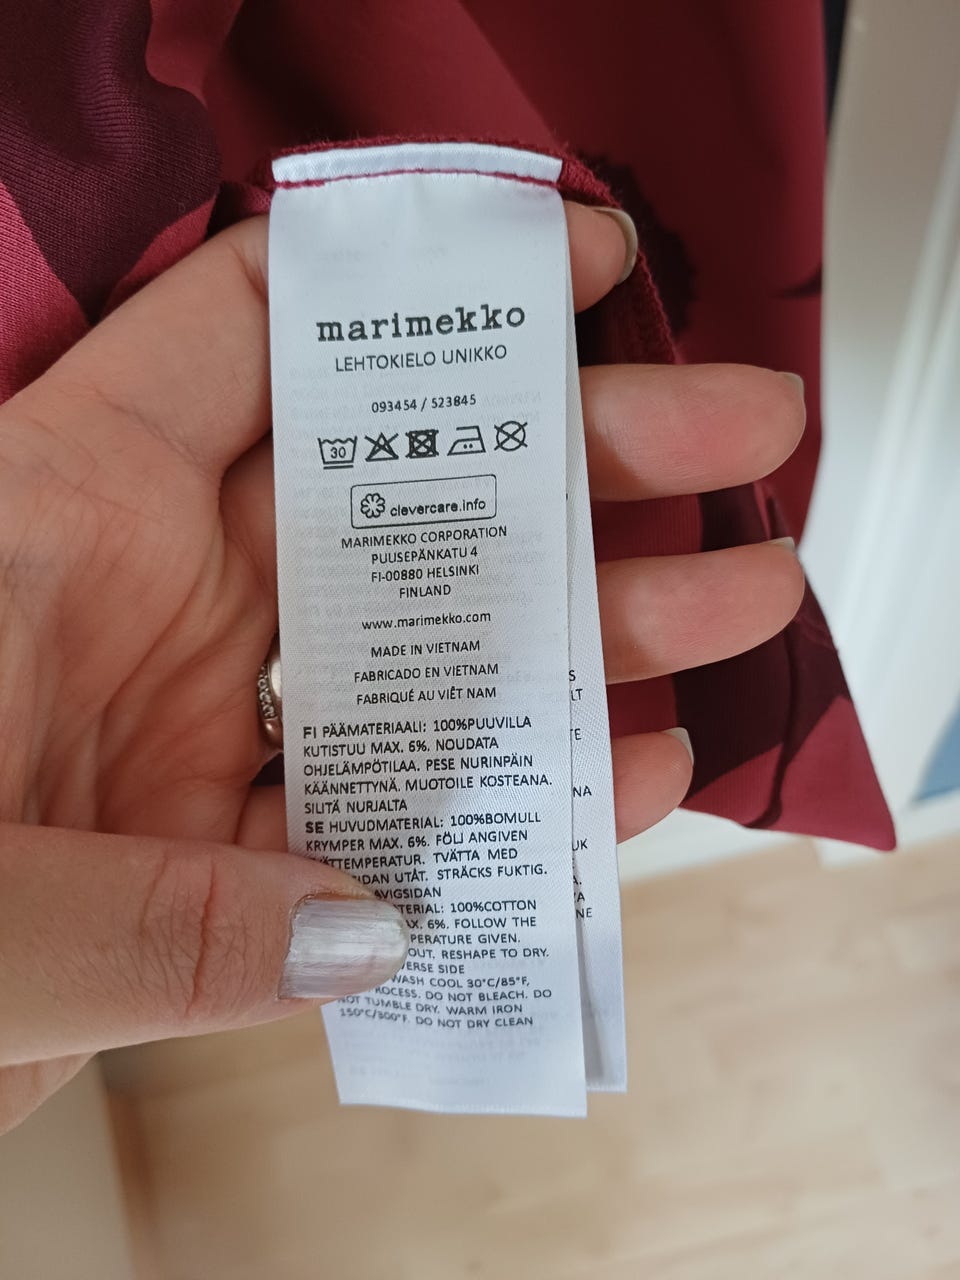 marimekko
LEHTOKIELO UNIKKO
093454 / 523845
30
clevercare.info
MARIMEKKO CORPORATION
PUUSEPÄNKATU 4
FI-00880 HELSINKI
FINLAND
www.marimekko.com
MADE IN VIETNAM
FABRICADO EN VIETNAM
FABRIQUÉ AU VIÊT NAM
FI PÄÄMATERIAALI: 100%PUUVILLA
KUTISTUU MAX. 6%. NOUDATA
OHJELÄMPÖTILAA. PESE NURINPÄIN
KÄÄNNETTYNÄ. MUOTOILE KOSTEANA.
SILITÄ NURJALTA
SE HUVUDMATERIAL: 100%BOMULL
KRYMPER MAX. 6%. FÖLJ ANGIVEN
TVÄTTA MED
UTÅT. STRÄCKS FUKTIG.
100%COTTON
6%. FOLLOW THE
GIVEN.
OUT. RESHAPE TO DRY.
SIDE
WASH COOL 30°C/85°F,
DO NOT BLEACH. DO
NOT TUMBLE DRY. WARM IRON
150°C/300°F. DO NOT DRY CLEAN